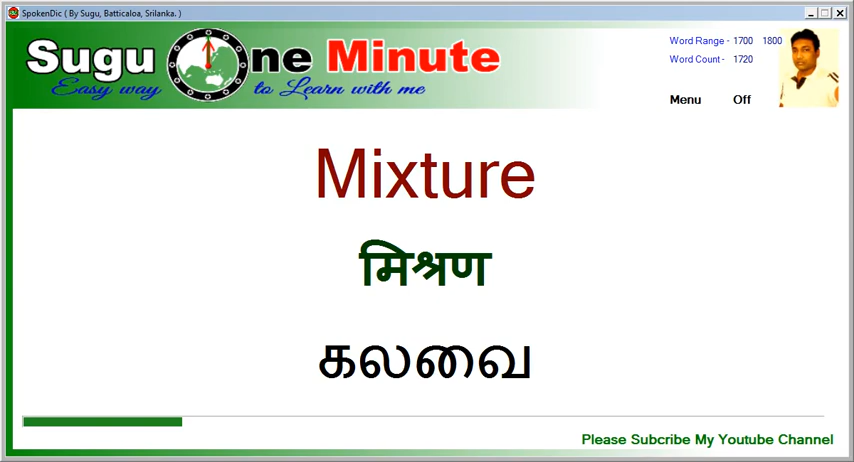 SpokenDic ( By Sugu, Batticaloa, Srilanka. )
Sugu One Minute
Easy way to Learn with me
Word Range - 1700 1800
Word Count - 1720
Menu Off
Mixture
मिश्रण
கலவை
Please Subcribe My Youtube Channel